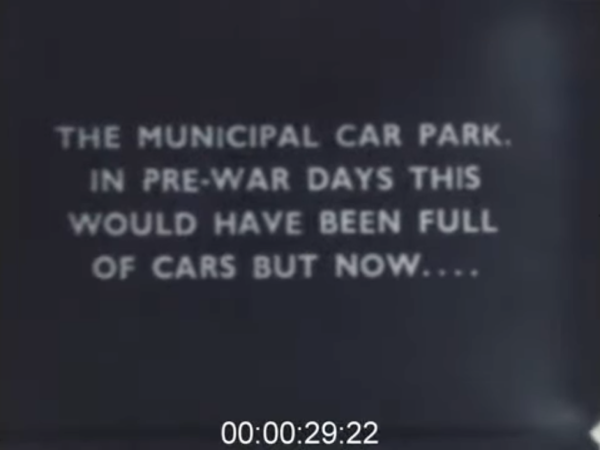 THE MUNICIPAL CAR PARK.
IN PRE-WAR DAYS THIS
WOULD HAVE BEEN FULL
OF CARS BUT NOW....
00:00:29:22